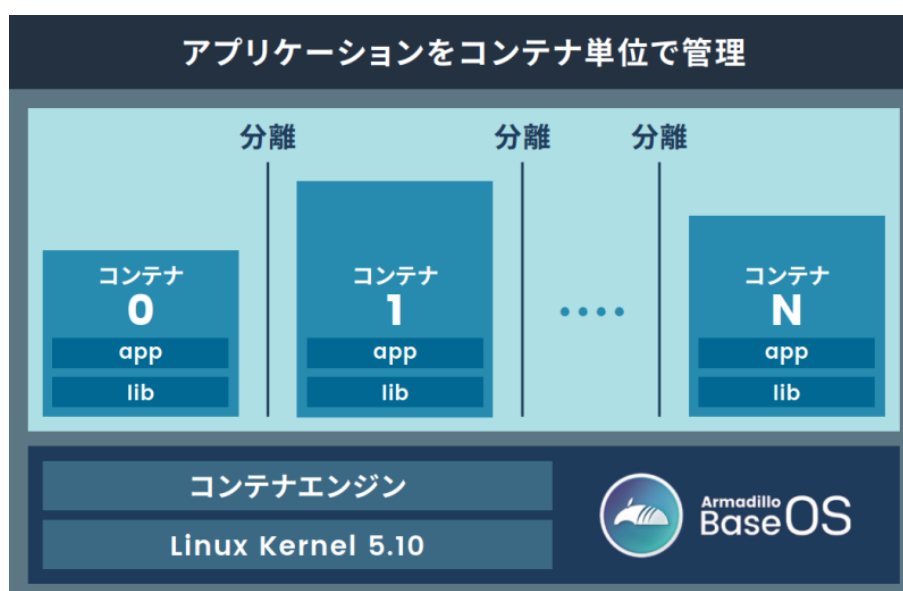 アプリケーションをコンテナ単位で管理
分離
分離
分離
コンテナ
0
app
lib
コンテナ
1
app
lib
コンテナ
N
app
lib
コンテナエンジン
Linux Kernel 5.10
Armadillo
Base OS